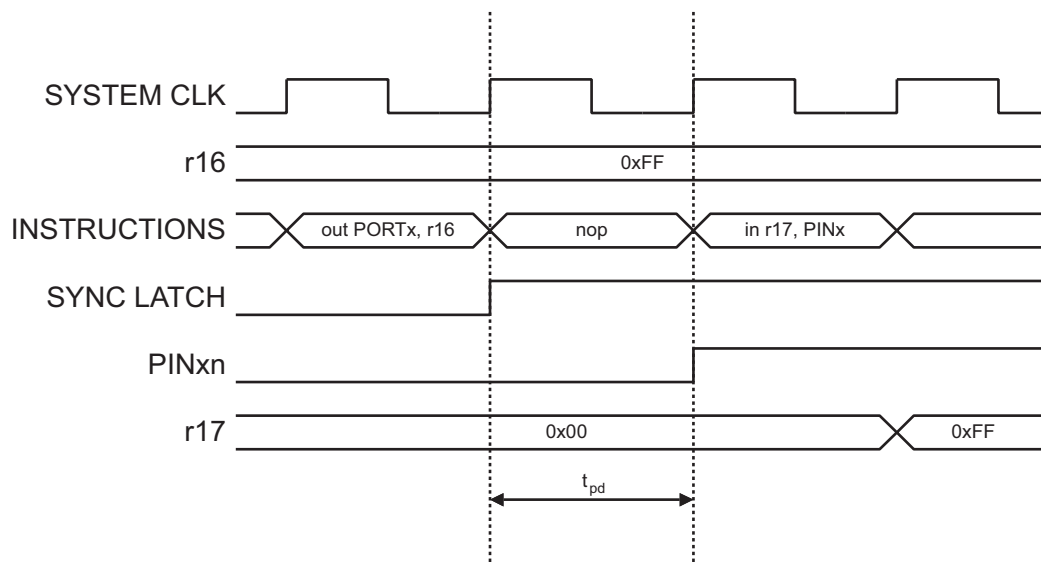 SYSTEM CLK
r16
0xFF
INSTRUCTIONS
out PORTx, r16
nop
in r17, PINx
SYNC LATCH
PINxn
r17
0x00
0xFF
tpd